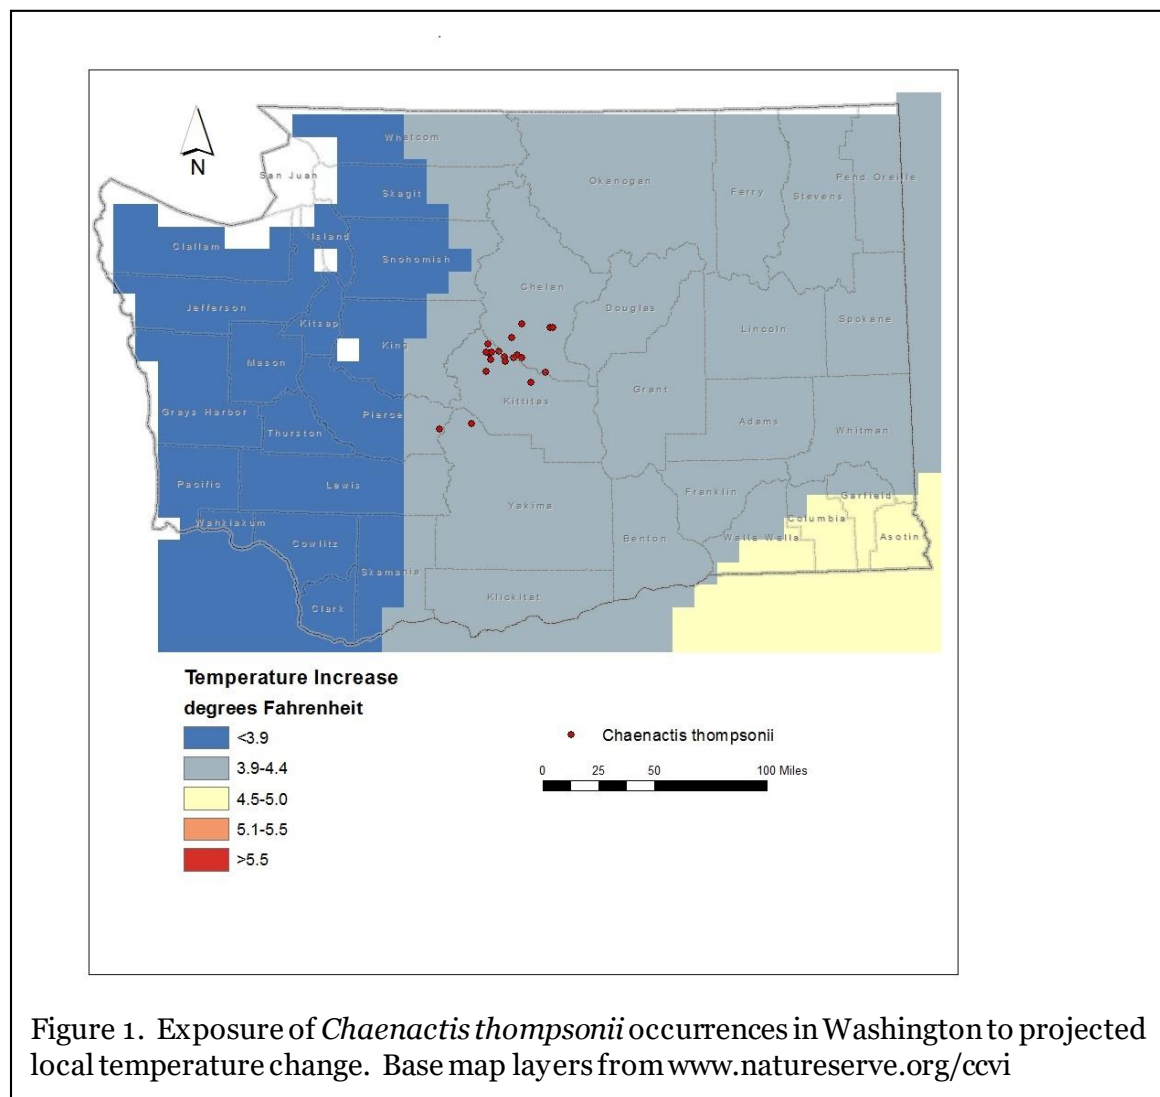 N
Whatcom
San Juan
Skagit
Okanogan
Ferry
Stevens
Pend Oreille
Island
Clallam
Snohomish
Chelan
Jefferson
Kitsap
King
Douglas
Lincoln
Spokane
Mason
Grant
Grays Harbor
Pierce
Kittitas
Adams
Whitman
Thurston
Pacific
Lewis
Yakima
Franklin
Garfield
Columbia
Wahkiakum
Cowlitz
Benton
Walla Walla
Asotin
Skamania
Clark
Klickitat
Temperature Increase
degrees Fahrenheit
<3.9
3.9-4.4
4.5-5.0
5.1-5.5
>5.5
Chaenactis thompsonii
0 25 50 100 Miles
Figure 1. Exposure of Chaenactis thompsonii occurrences in Washington to projected
local temperature change. Base map layers from www.natureserve.org/ccvi